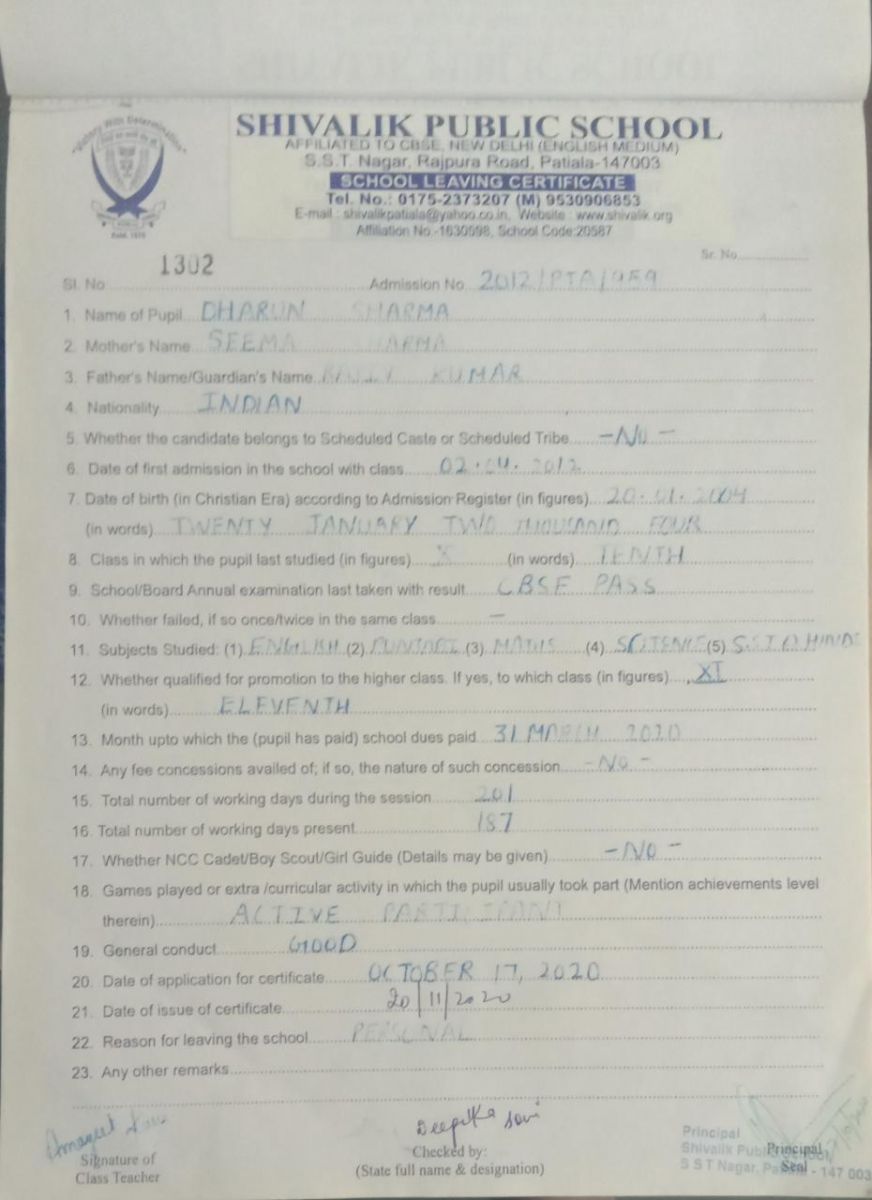 "Victory With Determination"
SHIVALIK PUBLIC SCHOOL
AFFILIATED TO CBSE, NEW DELHI (ENGLISH MEDIUM)
S.S.T. Nagar, Rajpura Road, Patiala-147003
SCHOOL LEAVING CERTIFICATE
Tel. No.: 0175-2373207 (M) 9530906853
E-mail : shivalikpatiala@yahoo.co.in, Website : www.shivalik.org
Affiliation No.-1630098, School Code:20587
Sr. No.
Sl. No 1302 Admission No. 2012/PTA/959
1. Name of Pupil DHARUN SHARMA
2. Mother's Name SEEMA SHARMA
3. Father's Name/Guardian's Name KUMAR
4. Nationality INDIAN
5. Whether the candidate belongs to Scheduled Caste or Scheduled Tribe -No-
6. Date of first admission in the school with class 02.04.2012
7. Date of birth (in Christian Era) according to Admission Register (in figures) 20.01.2004
(in words) TWENTY JANUARY TWO THOUSAND FOUR
8. Class in which the pupil last studied (in figures) X (in words) TENTH
9. School/Board Annual examination last taken with result CBSE PASS
10. Whether failed, if so once/twice in the same class —
11. Subjects Studied: (1) ENGLISH (2) PUNJABI (3) MATHS (4) SCIENCE (5) S.ST HINDI
12. Whether qualified for promotion to the higher class. If yes, to which class (in figures) XI
(in words) ELEVENTH
13. Month upto which the (pupil has paid) school dues paid 31 MARCH 2020
14. Any fee concessions availed of; if so, the nature of such concession -No-
15. Total number of working days during the session 201
16. Total number of working days present 187
17. Whether NCC Cadet/Boy Scout/Girl Guide (Details may be given) -No-
18. Games played or extra /curricular activity in which the pupil usually took part (Mention achievements level
therein) ACTIVE PARTICIPANT
19. General conduct GOOD
20. Date of application for certificate OCTOBER 17, 2020
21. Date of issue of certificate 20/11/2020
22. Reason for leaving the school PERSONAL
23. Any other remarks
Deepika Soni
Signature of
Class Teacher
Checked by:
(State full name & designation)
Principal
Seal
Principal
Shivalik Public School,
S S T Nagar, Patiala - 147 003